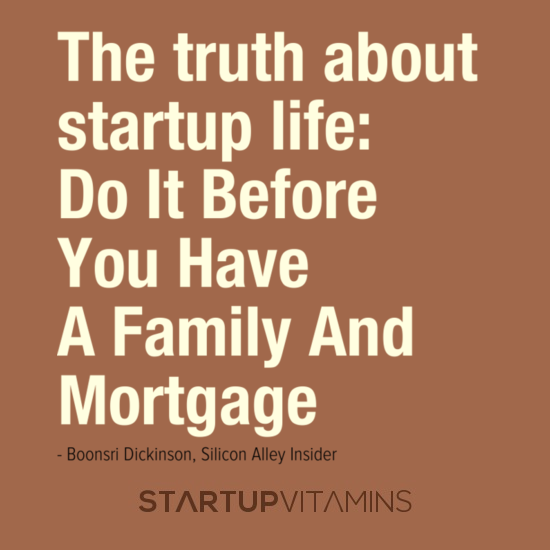 The truth about
startup life:
Do It Before
You Have
A Family And
Mortgage
- Boonsri Dickinson, Silicon Alley Insider
STARTUPVITAMINS